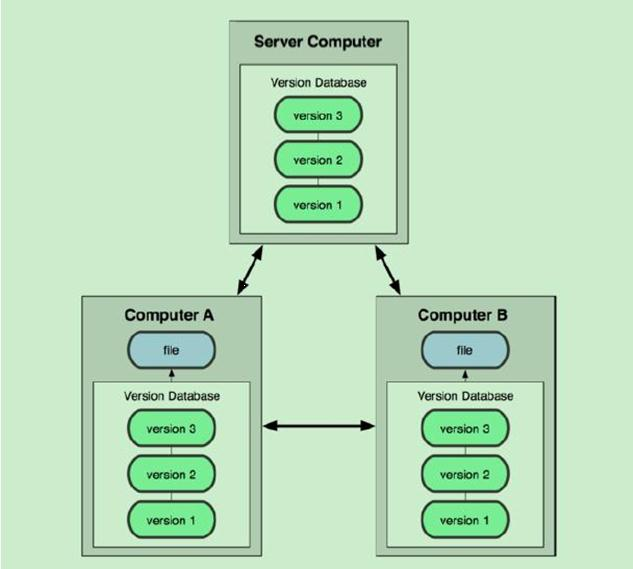 Server Computer
Version Database
version 3
version 2
version 1
Computer A
file
Version Database
version 3
version 2
version 1
Computer B
file
Version Database
version 3
version 2
version 1